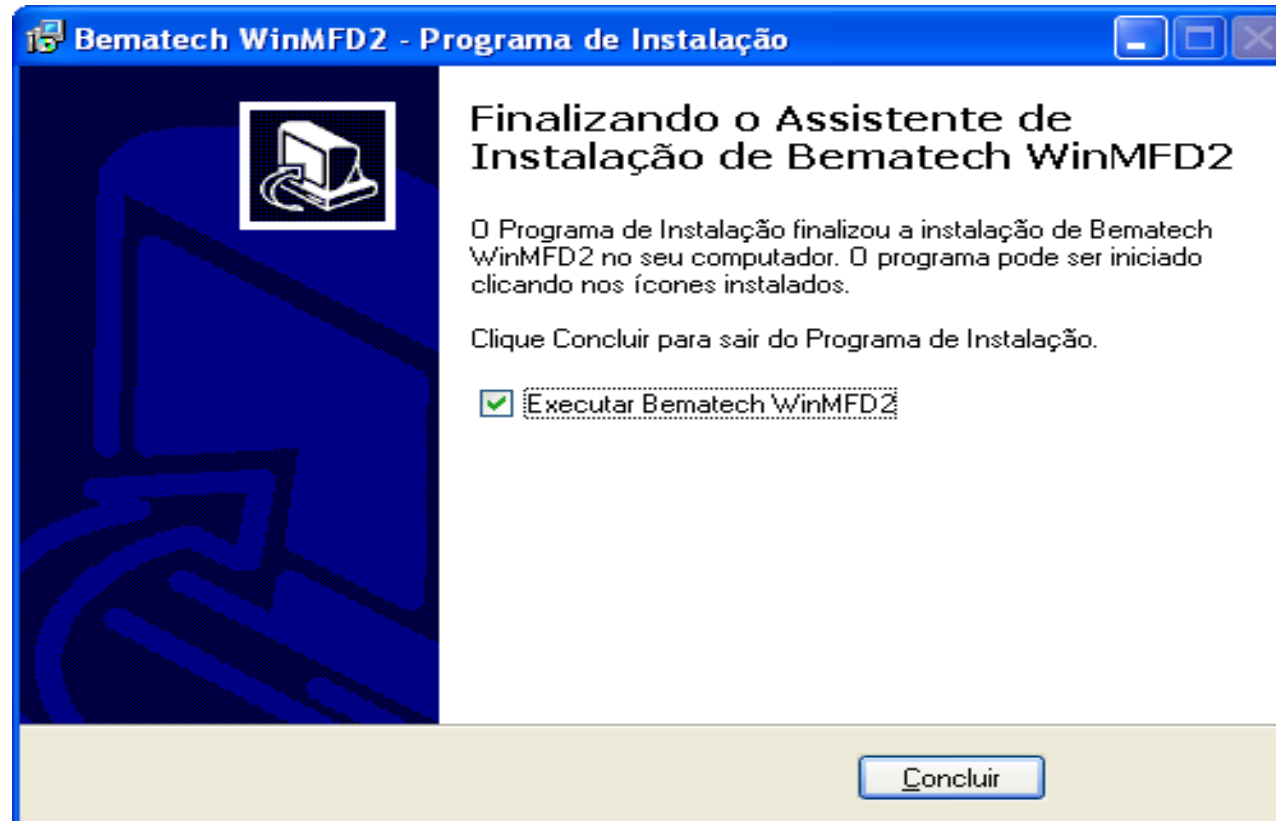 Bematech WinMFD2 - Programa de Instalação
Finalizando o Assistente de
Instalação de Bematech WinMFD2
O Programa de Instalação finalizou a instalação de Bematech
WinMFD2 no seu computador. O programa pode ser iniciado
clicando nos ícones instalados.
Clique Concluir para sair do Programa de Instalação.
Executar Bematech WinMFD2
Concluir